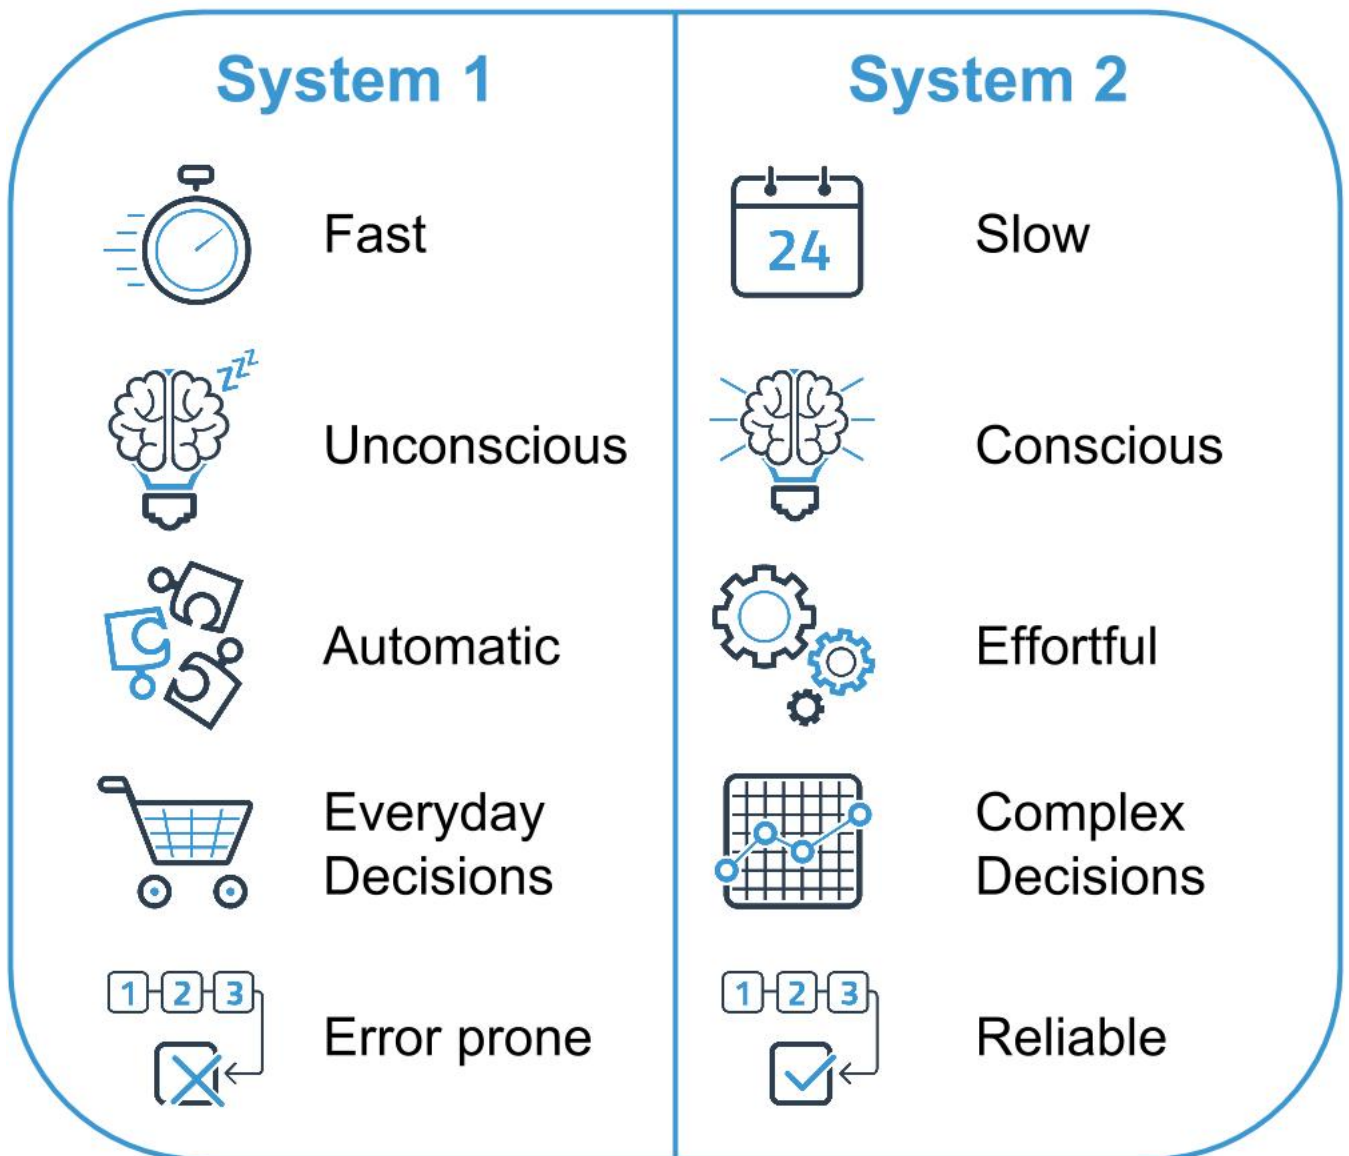 System 1
Fast
zzz
Unconscious
Automatic
Everyday
Decisions
1 2 3
Error prone
System 2
24
Slow
Conscious
Effortful
Complex
Decisions
1 2 3
Reliable